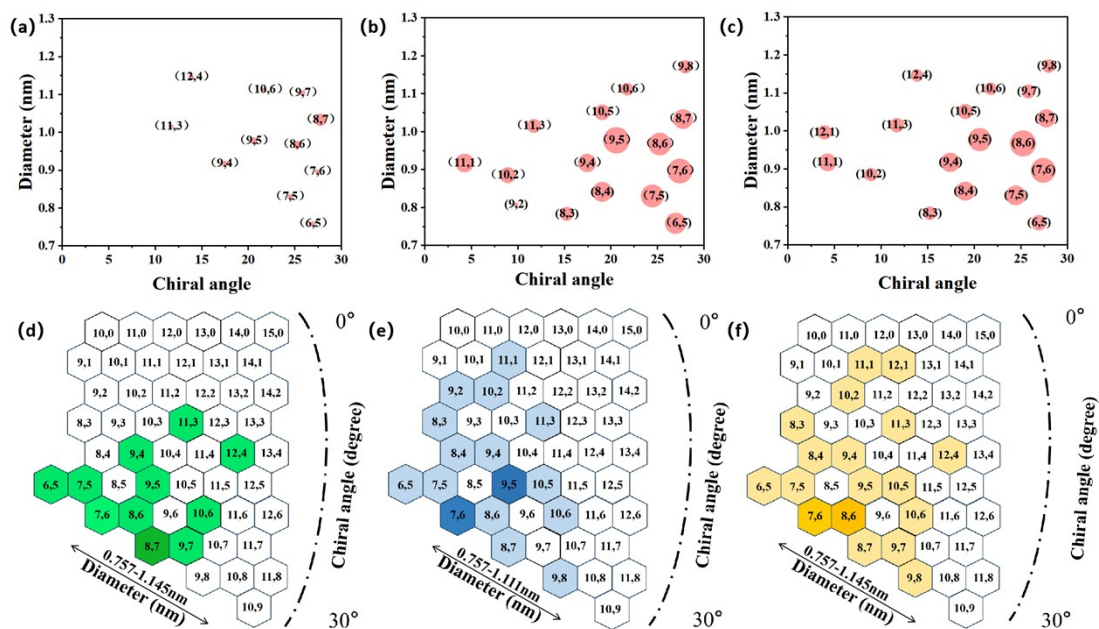 (a)
1.3
1.2
1.1
1.0
0.9
0.8
0.7
Diameter (nm)
(12,4)
(10,6)
(9,7)
(8,7)
(11,3)
(9,5)
(8,6)
(9,4)
(7,6)
(7,5)
(6,5)
0 5 10 15 20 25 30
Chiral angle
(b)
1.3
1.2
1.1
1.0
0.9
0.8
0.7
Diameter (nm)
(9,8)
(10,6)
(10,5)
(8,7)
(11,3)
(9,5)
(8,6)
(11,1)
(9,4)
(7,6)
(10,2)
(8,4)
(7,5)
(9,2)
(8,3)
(6,5)
0 5 10 15 20 25 30
Chiral angle
(c)
1.3
1.2
1.1
1.0
0.9
0.8
0.7
Diameter (nm)
(9,8)
(12,4)
(10,6)
(9,7)
(10,5)
(8,7)
(11,3)
(12,1)
(9,5)
(8,6)
(11,1)
(9,4)
(7,6)
(10,2)
(8,4)
(7,5)
(8,3)
(6,5)
0 5 10 15 20 25 30
Chiral angle
(d)
10,0 11,0 12,0 13,0 14,0 15,0
9,1 10,1 11,1 12,1 13,1 14,1
9,2 10,2 11,2 12,2 13,2 14,2
8,3 9,3 10,3 11,3 12,3 13,3
8,4 9,4 10,4 11,4 12,4 13,4
6,5 7,5 8,5 9,5 10,5 11,5 12,5
7,6 8,6 9,6 10,6 11,6 12,6
8,7 9,7 10,7 11,7
9,8 10,8 11,8
10,9
0°
Chiral angle (degree)
30°
0.757-1.145nm
Diameter (nm)
(e)
10,0 11,0 12,0 13,0 14,0 15,0
9,1 10,1 11,1 12,1 13,1 14,1
9,2 10,2 11,2 12,2 13,2 14,2
8,3 9,3 10,3 11,3 12,3 13,3
8,4 9,4 10,4 11,4 12,4 13,4
6,5 7,5 8,5 9,5 10,5 11,5 12,5
7,6 8,6 9,6 10,6 11,6 12,6
8,7 9,7 10,7 11,7
9,8 10,8 11,8
10,9
0°
Chiral angle (degree)
30°
0.757-1.111nm
Diameter (nm)
(f)
10,0 11,0 12,0 13,0 14,0 15,0
9,1 10,1 11,1 12,1 13,1 14,1
9,2 10,2 11,2 12,2 13,2 14,2
8,3 9,3 10,3 11,3 12,3 13,3
8,4 9,4 10,4 11,4 12,4 13,4
6,5 7,5 8,5 9,5 10,5 11,5 12,5
7,6 8,6 9,6 10,6 11,6 12,6
8,7 9,7 10,7 11,7
9,8 10,8 11,8
10,9
0°
Chiral angle (degree)
30°
0.757-1.145nm
Diameter (nm)